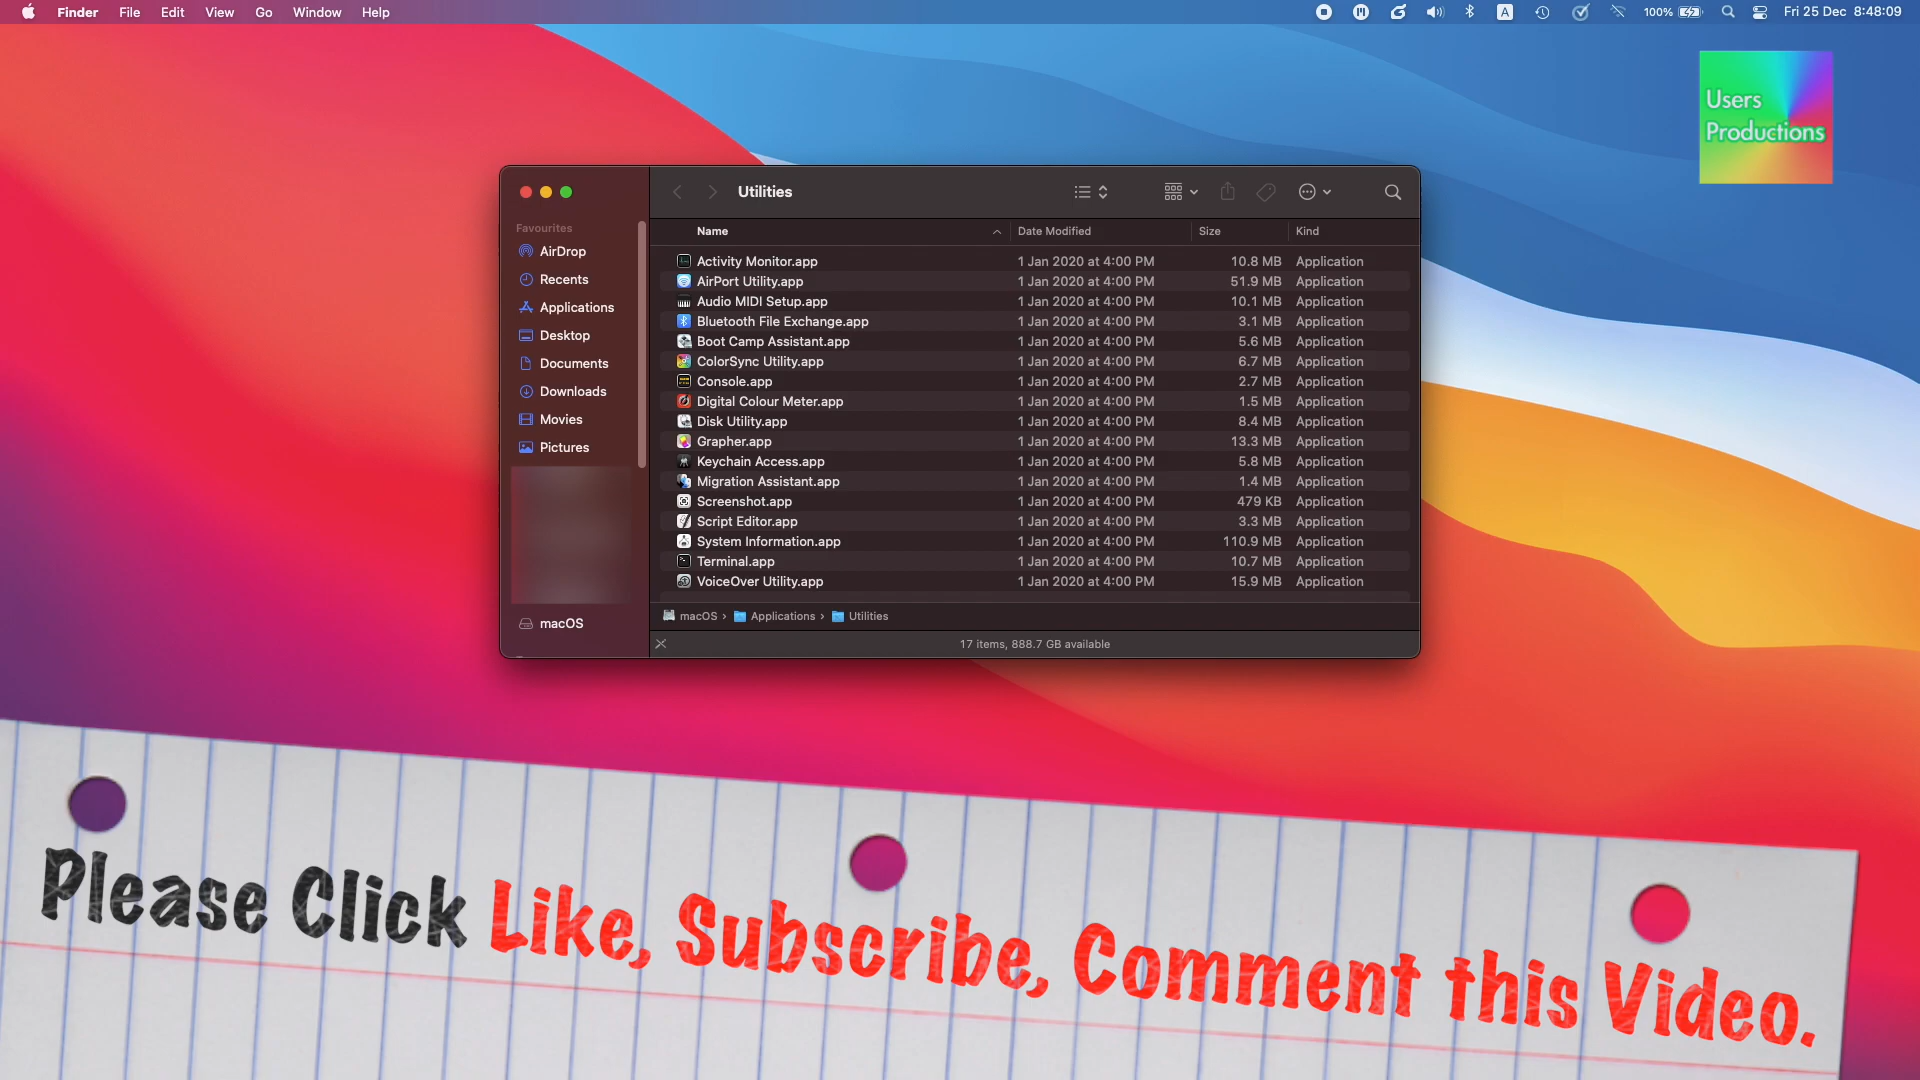 Finder File Edit View Go Window Help
A 100% Fri 25 Dec 8:48:09
Users
Productions
Utilities
Favourites
AirDrop
Recents
Applications
Desktop
Documents
Downloads
Movies
Pictures
macOS
Name Date Modified Size Kind
Activity Monitor.app 1 Jan 2020 at 4:00 PM 10.8 MB Application
AirPort Utility.app 1 Jan 2020 at 4:00 PM 51.9 MB Application
Audio MIDI Setup.app 1 Jan 2020 at 4:00 PM 10.1 MB Application
Bluetooth File Exchange.app 1 Jan 2020 at 4:00 PM 3.1 MB Application
Boot Camp Assistant.app 1 Jan 2020 at 4:00 PM 5.6 MB Application
ColorSync Utility.app 1 Jan 2020 at 4:00 PM 6.7 MB Application
Console.app 1 Jan 2020 at 4:00 PM 2.7 MB Application
Digital Colour Meter.app 1 Jan 2020 at 4:00 PM 1.5 MB Application
Disk Utility.app 1 Jan 2020 at 4:00 PM 8.4 MB Application
Grapher.app 1 Jan 2020 at 4:00 PM 13.3 MB Application
Keychain Access.app 1 Jan 2020 at 4:00 PM 5.8 MB Application
Migration Assistant.app 1 Jan 2020 at 4:00 PM 1.4 MB Application
Screenshot.app 1 Jan 2020 at 4:00 PM 479 KB Application
Script Editor.app 1 Jan 2020 at 4:00 PM 3.3 MB Application
System Information.app 1 Jan 2020 at 4:00 PM 110.9 MB Application
Terminal.app 1 Jan 2020 at 4:00 PM 10.7 MB Application
VoiceOver Utility.app 1 Jan 2020 at 4:00 PM 15.9 MB Application
macOS › Applications › Utilities
17 items, 888.7 GB available
Please Click Like, Subscribe, Comment this Video.